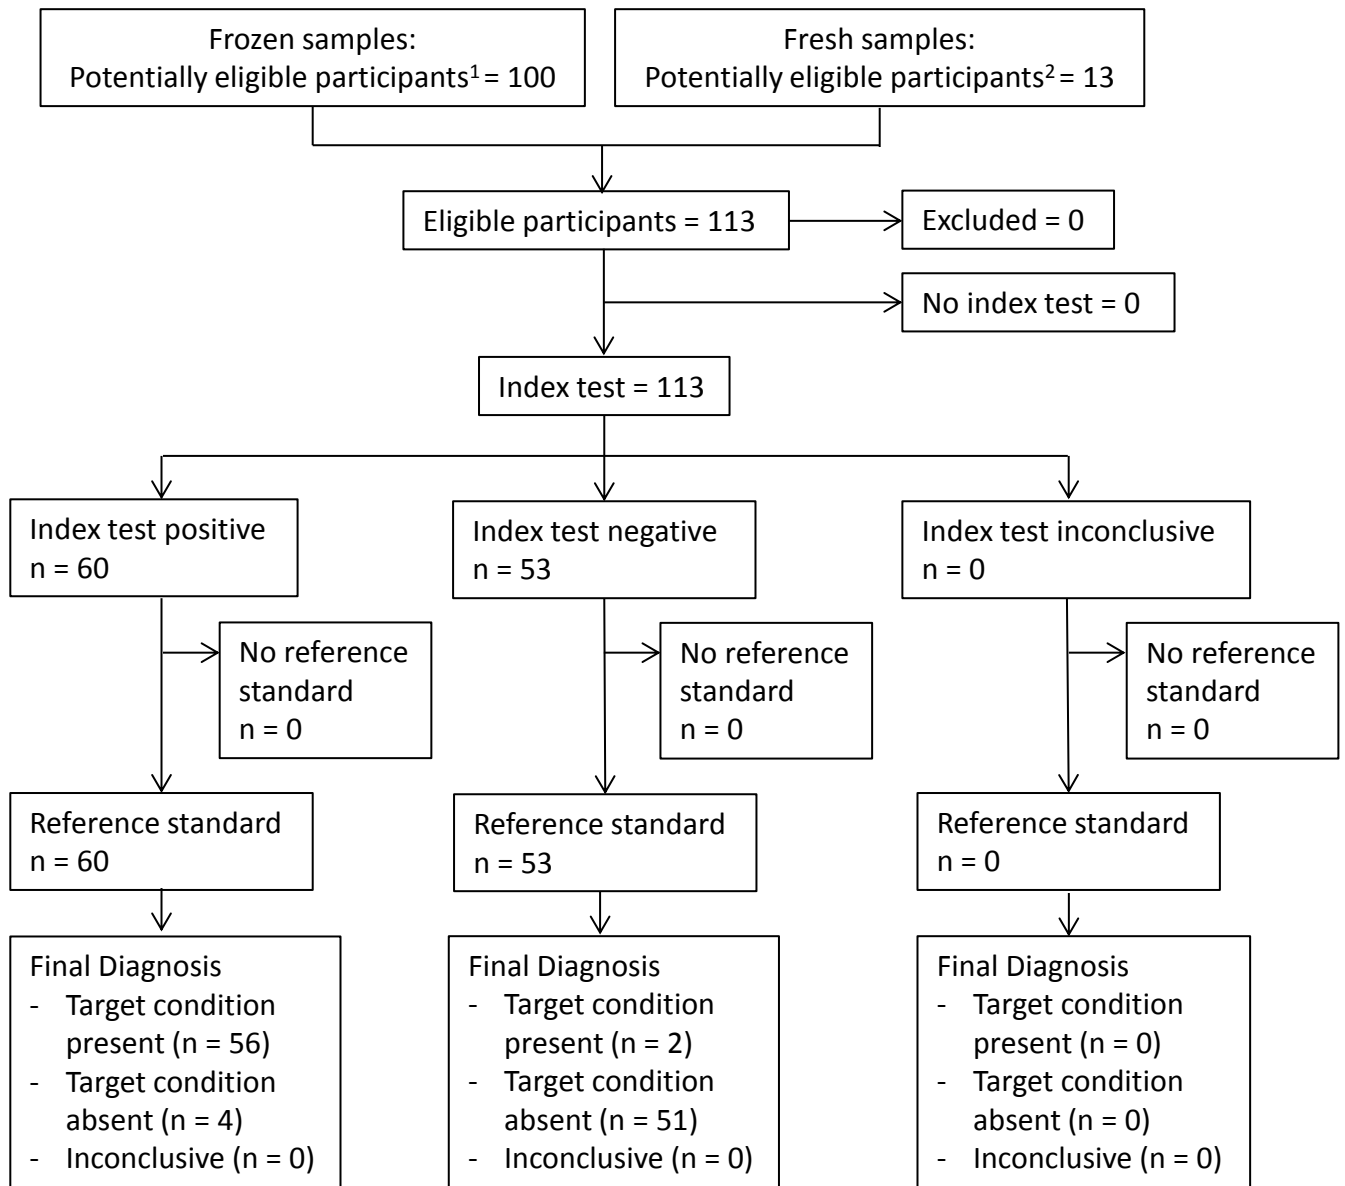 Frozen samples:
Potentially eligible participants¹ = 100
Fresh samples:
Potentially eligible participants² = 13
Eligible participants = 113
Excluded = 0
No index test = 0
Index test = 113
Index test positive
n = 60
Index test negative
n = 53
Index test inconclusive
n = 0
No reference
standard
n = 0
No reference
standard
n = 0
No reference
standard
n = 0
Reference standard
n = 60
Reference standard
n = 53
Reference standard
n = 0
Final Diagnosis
- Target condition
present (n = 56)
- Target condition
absent (n = 4)
- Inconclusive (n = 0)
Final Diagnosis
- Target condition
present (n = 2)
- Target condition
absent (n = 51)
- Inconclusive (n = 0)
Final Diagnosis
- Target condition
present (n = 0)
- Target condition
absent (n = 0)
- Inconclusive (n = 0)